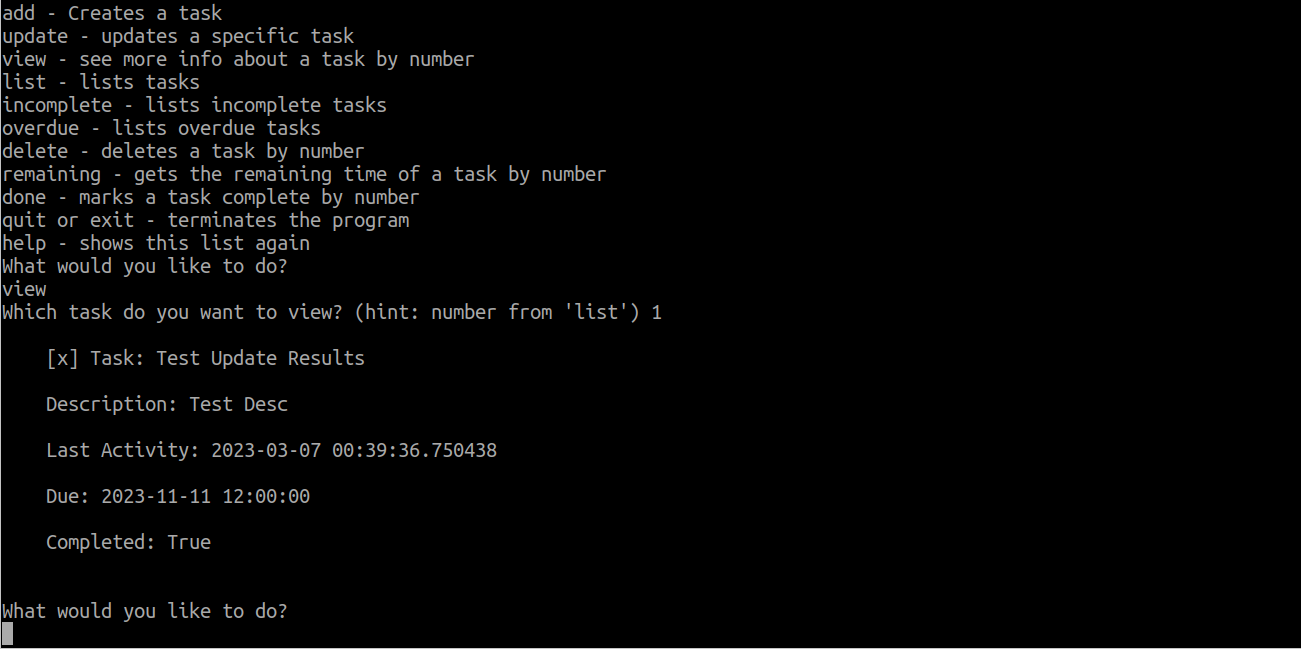 add - Creates a task
update - updates a specific task
view - see more info about a task by number
list - lists tasks
incomplete - lists incomplete tasks
overdue - lists overdue tasks
delete - deletes a task by number
remaining - gets the remaining time of a task by number
done - marks a task complete by number
quit or exit - terminates the program
help - shows this list again
What would you like to do?
view
Which task do you want to view? (hint: number from 'list') 1
[x] Task: Test Update Results
Description: Test Desc
Last Activity: 2023-03-07 00:39:36.750438
Due: 2023-11-11 12:00:00
Completed: True
What would you like to do?